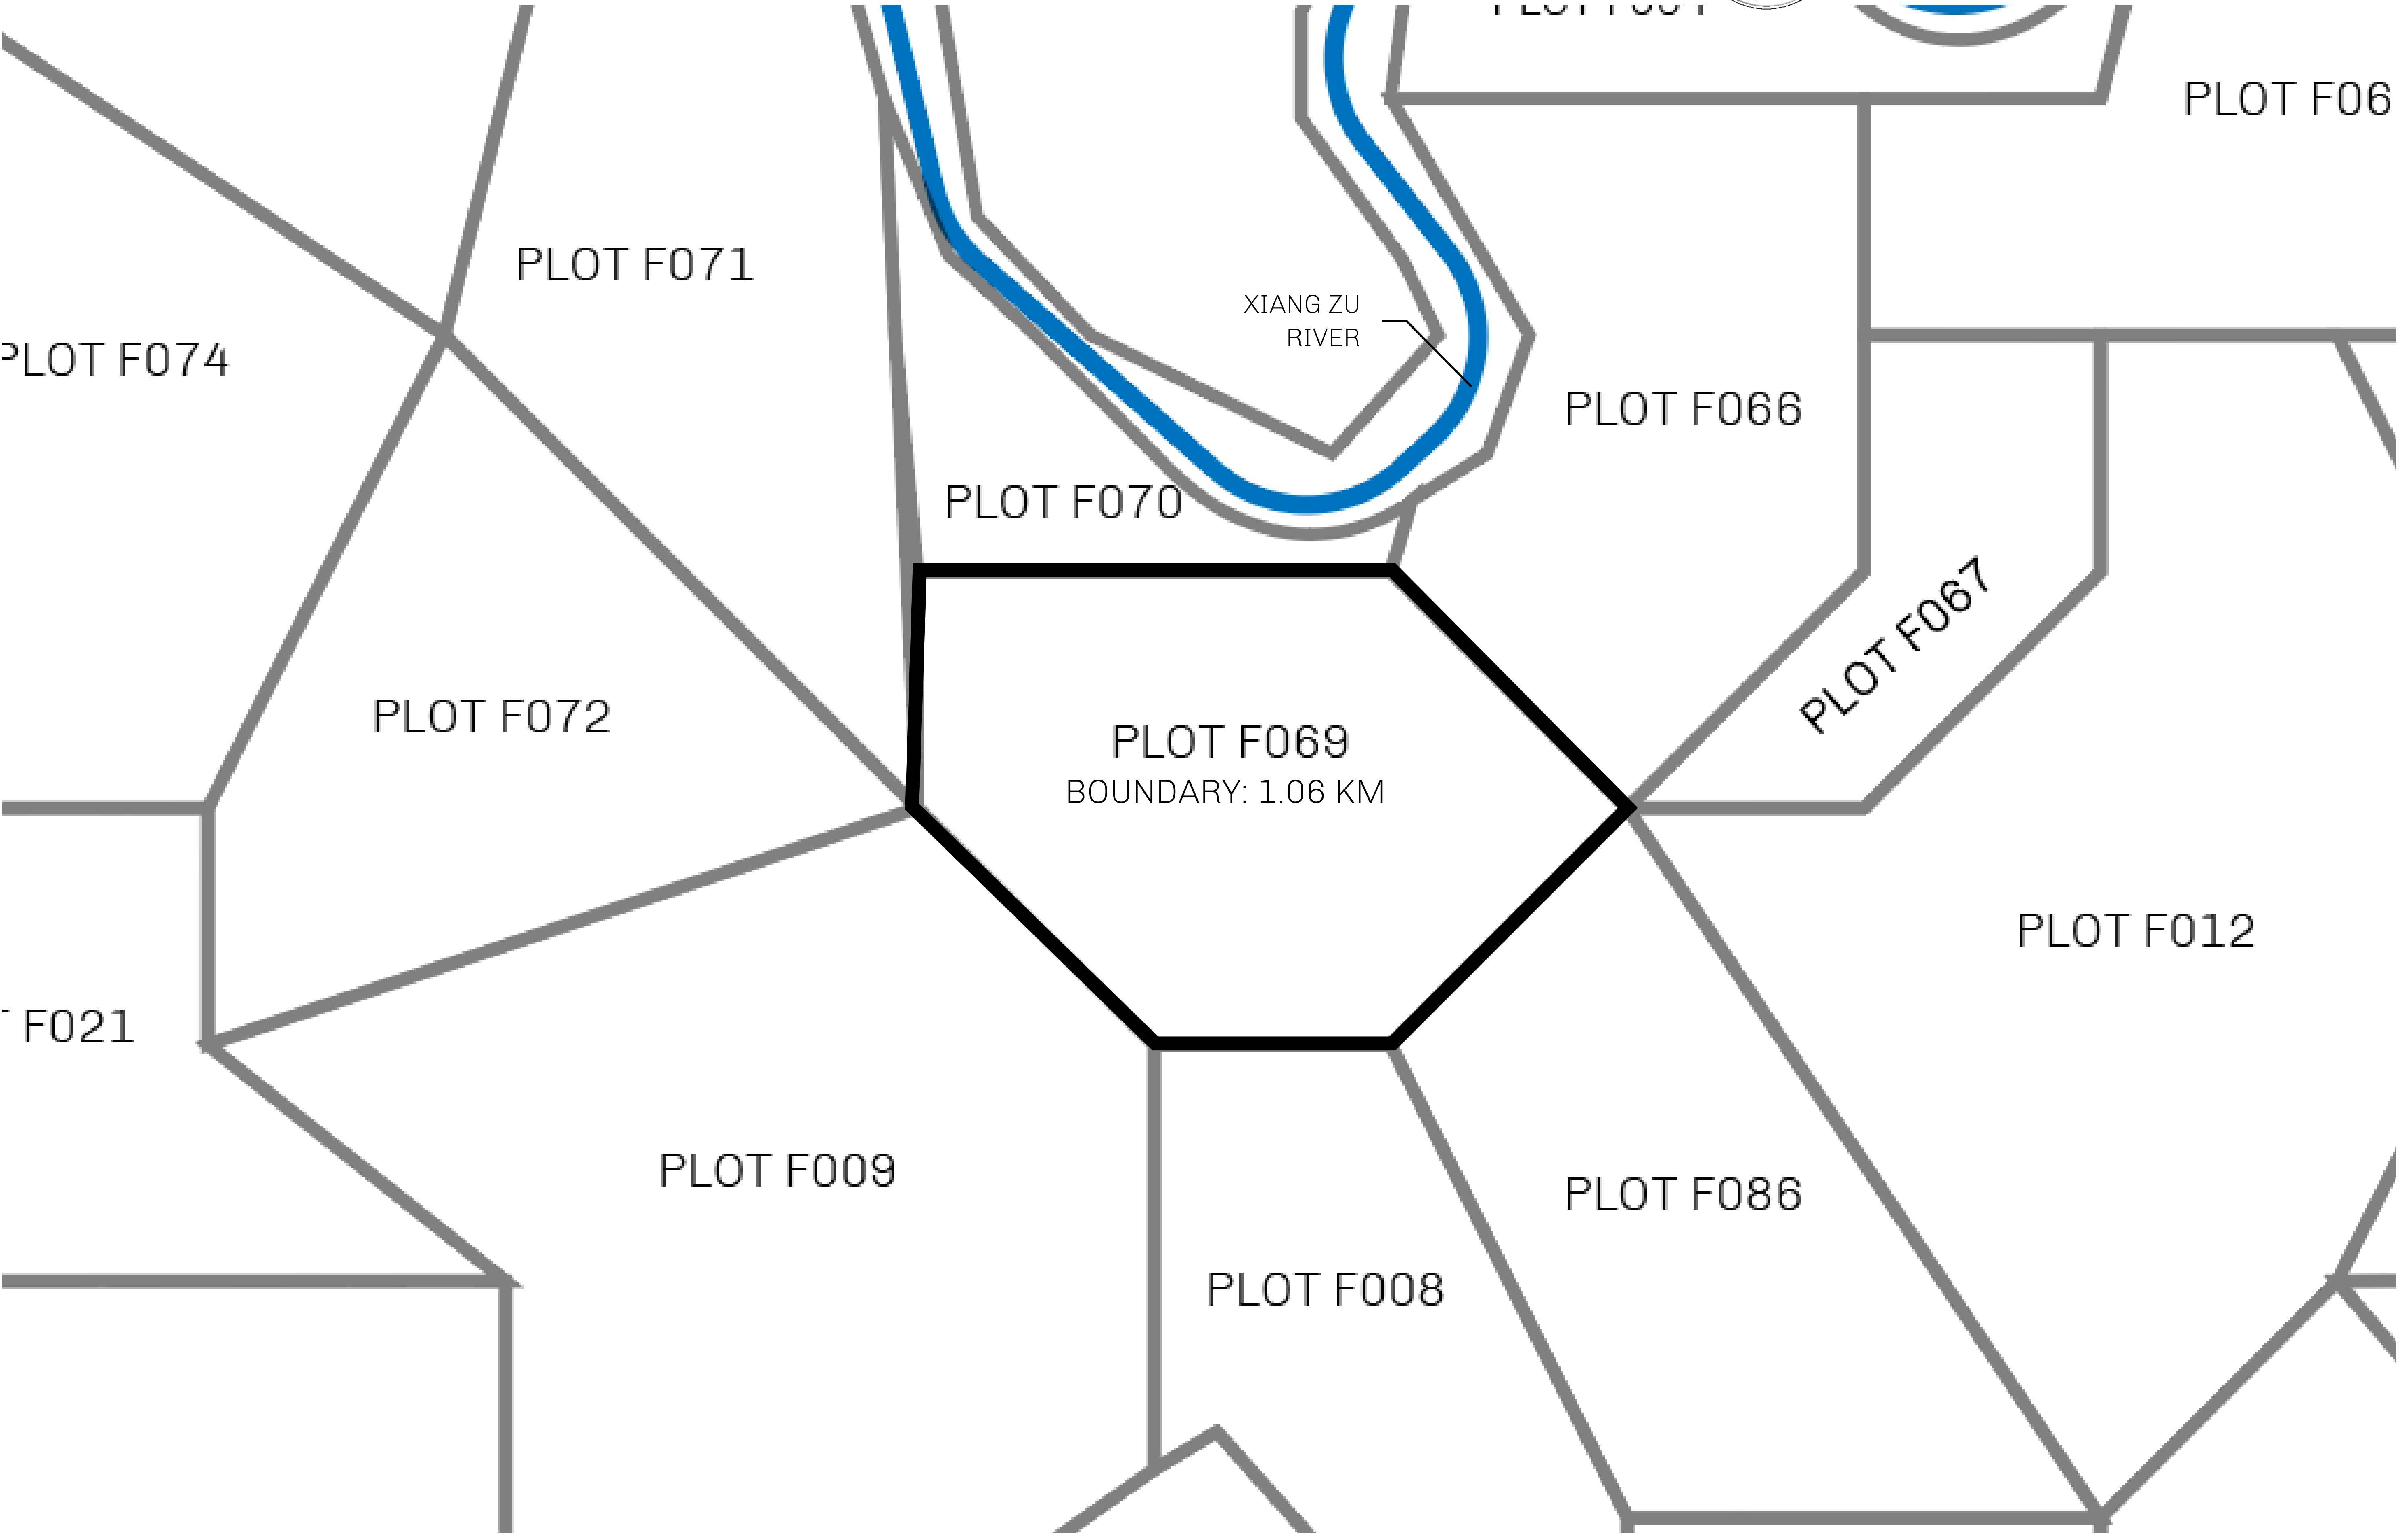 PLOT F06
PLOT F071
XIANG ZU
RIVER
PLOT F074
PLOT F066
PLOT F070
PLOT F067
PLOT F072
PLOT F069
BOUNDARY: 1.06 KM
PLOT F012
F021
PLOT F009
PLOT F086
PLOT F008